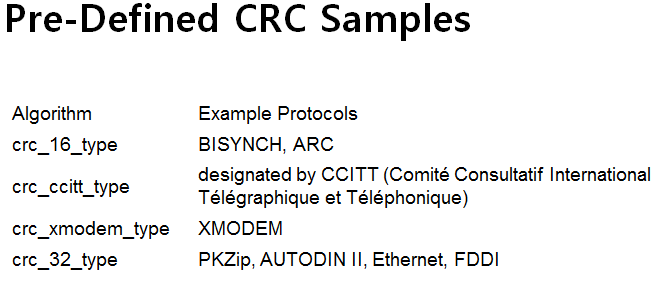 Pre-Defined CRC Samples
Algorithm Example Protocols
crc_16_type BISYNCH, ARC
crc_ccitt_type designated by CCITT (Comité Consultatif International
Télégraphique et Téléphonique)
crc_xmodem_type XMODEM
crc_32_type PKZip, AUTODIN II, Ethernet, FDDI